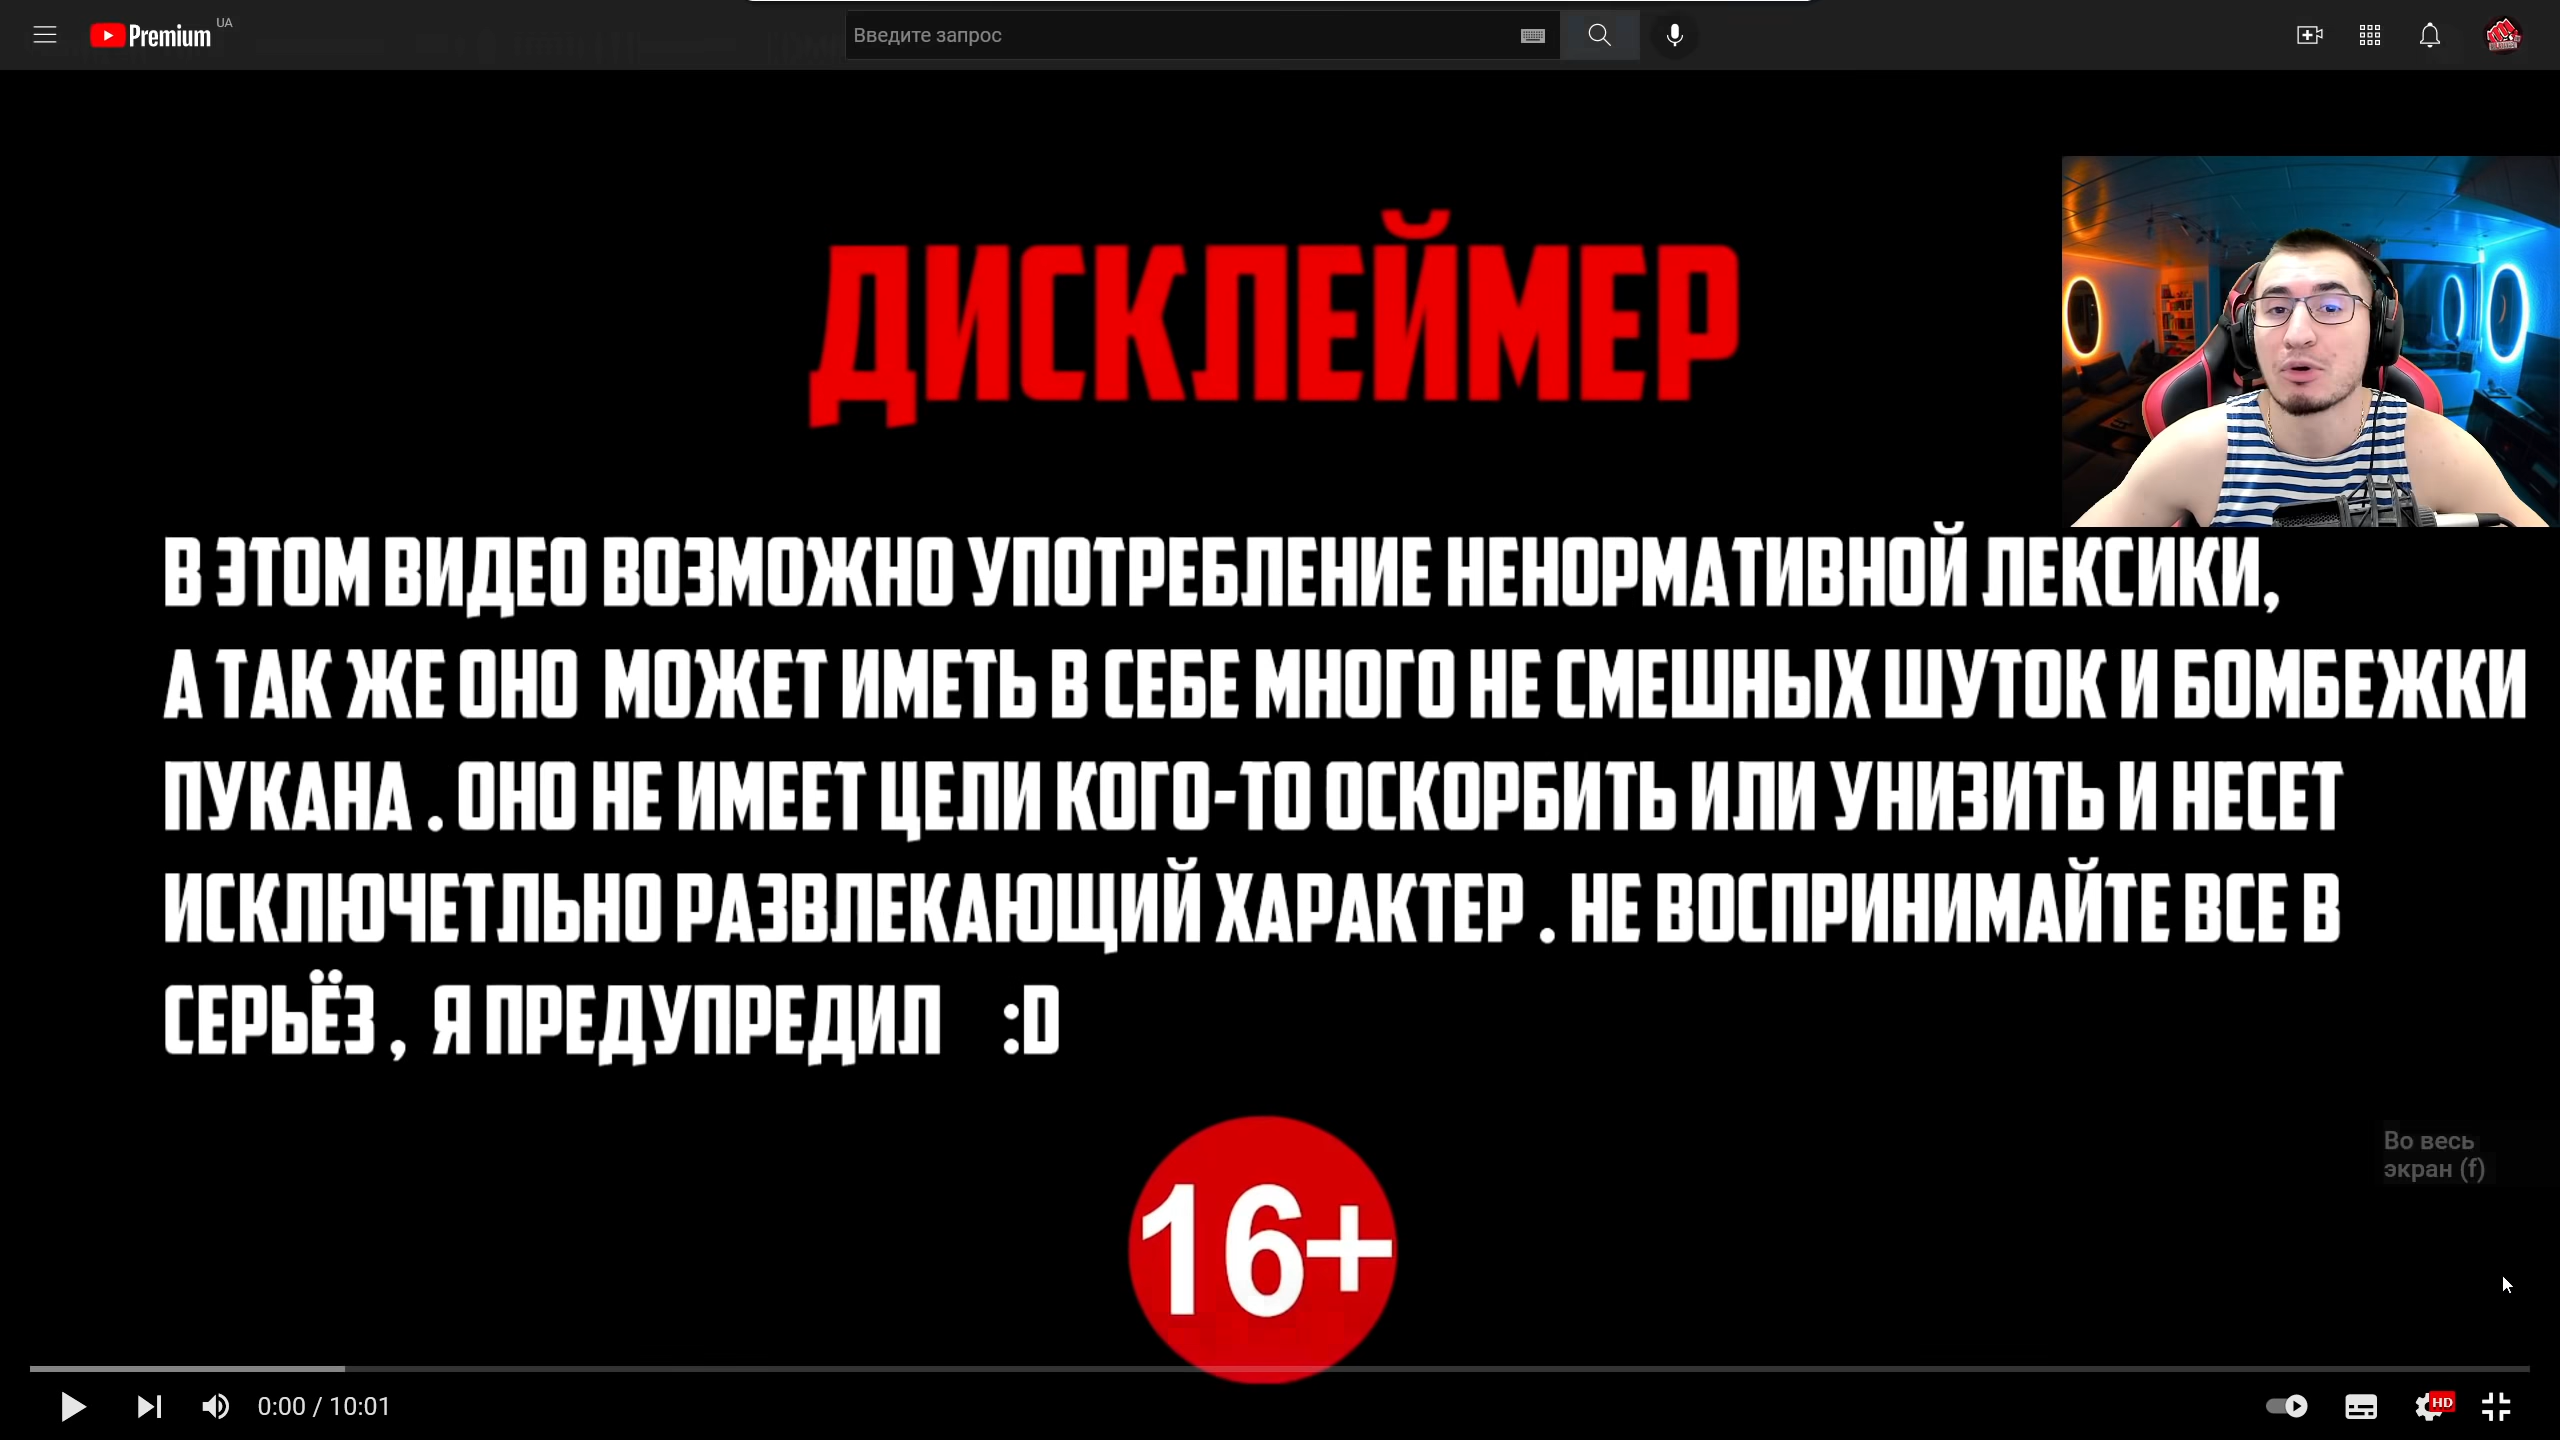 Premium UA
Введите запрос
ДИСКЛЕЙМЕР
В ЭТОМ ВИДЕО ВОЗМОЖНО УПОТРЕБЛЕНИЕ НЕНОРМАТИВНОЙ ЛЕКСИКИ,
А ТАК ЖЕ ОНО МОЖЕТ ИМЕТЬ В СЕБЕ МНОГО НЕ СМЕШНЫХ ШУТОК И БОМБЕЖКИ
ПУКАНА . ОНО НЕ ИМЕЕТ ЦЕЛИ КОГО-ТО ОСКОРБИТЬ ИЛИ УНИЗИТЬ И НЕСЕТ
ИСКЛЮЧЕТЛЬНО РАЗВЛЕКАЮЩИЙ ХАРАКТЕР . НЕ ВОСПРИНИМАЙТЕ ВСЕ В
СЕРЬЁЗ , Я ПРЕДУПРЕДИЛ :D
Во весь
экран (f)
16+
0:00 / 10:01
HD